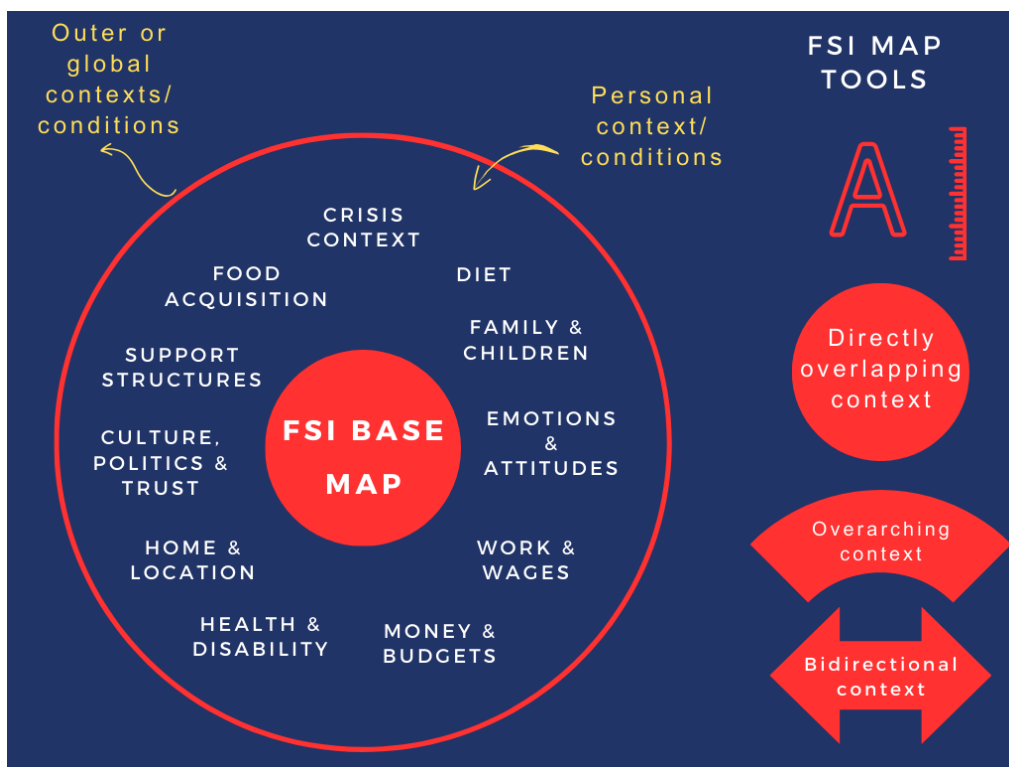 Outer or
global
contexts/
conditions
Personal
context/
conditions
CRISIS
CONTEXT
FOOD
ACQUISITION
DIET
FAMILY &
CHILDREN
SUPPORT
STRUCTURES
EMOTIONS
&
ATTITUDES
CULTURE,
POLITICS &
TRUST
FSI BASE
MAP
HOME &
LOCATION
WORK &
WAGES
HEALTH &
DISABILITY
MONEY &
BUDGETS
FSI MAP
TOOLS
A
Directly
overlapping
context
Overarching
context
Bidirectional
context